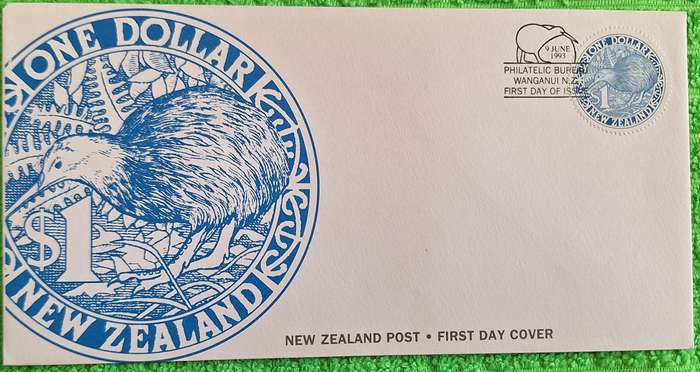 ONE DOLLAR
$1
NEW ZEALAND
9 JUNE
1993
PHILATELIC BUREAU
WANGANUI N.Z.
FIRST DAY OF ISSUE
ONE DOLLAR
$1
NEW ZEALAND
NEW ZEALAND POST • FIRST DAY COVER